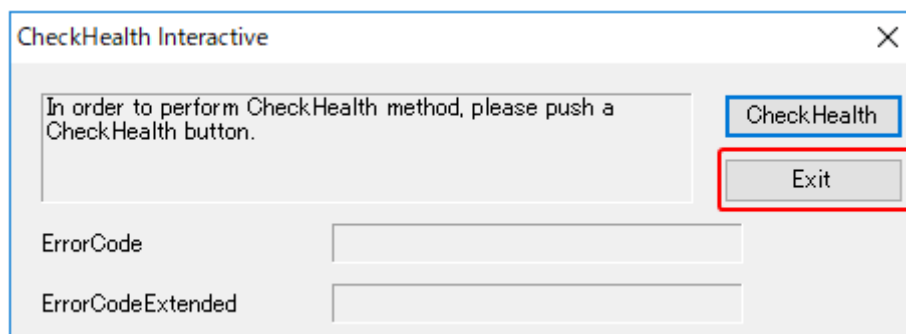 CheckHealth Interactive
In order to perform CheckHealth method, please push a
CheckHealth button.
CheckHealth
Exit
ErrorCode
ErrorCodeExtended